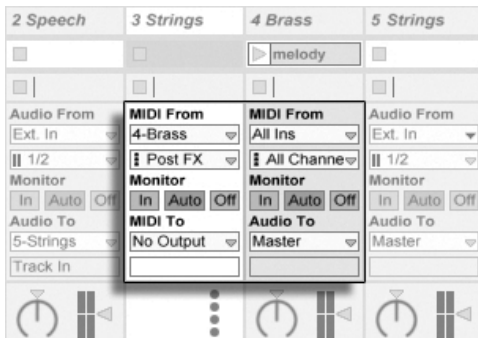 2 Speech 3 Strings 4 Brass 5 Strings
melody
Audio From MIDI From MIDI From Audio From
Ext. In 4-Brass All Ins Ext. In
1/2 Post FX All Channe 1/2
Monitor Monitor Monitor Monitor
In Auto Off In Auto Off In Auto Off In Auto Off
Audio To MIDI To Audio To Audio To
5-Strings No Output Master Master
Track In